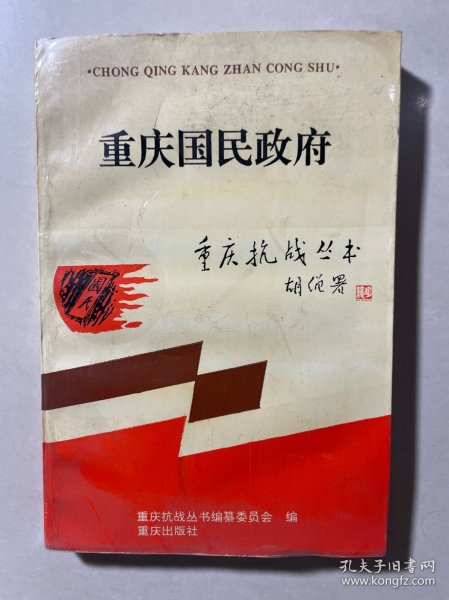 ·CHONG QING KANG ZHAN CONG SHU·
重庆国民政府
重庆抗战丛书
胡绳署
国民
重庆抗战丛书编纂委员会 编
重庆出版社
孔夫子旧书网
www.kongfz.com